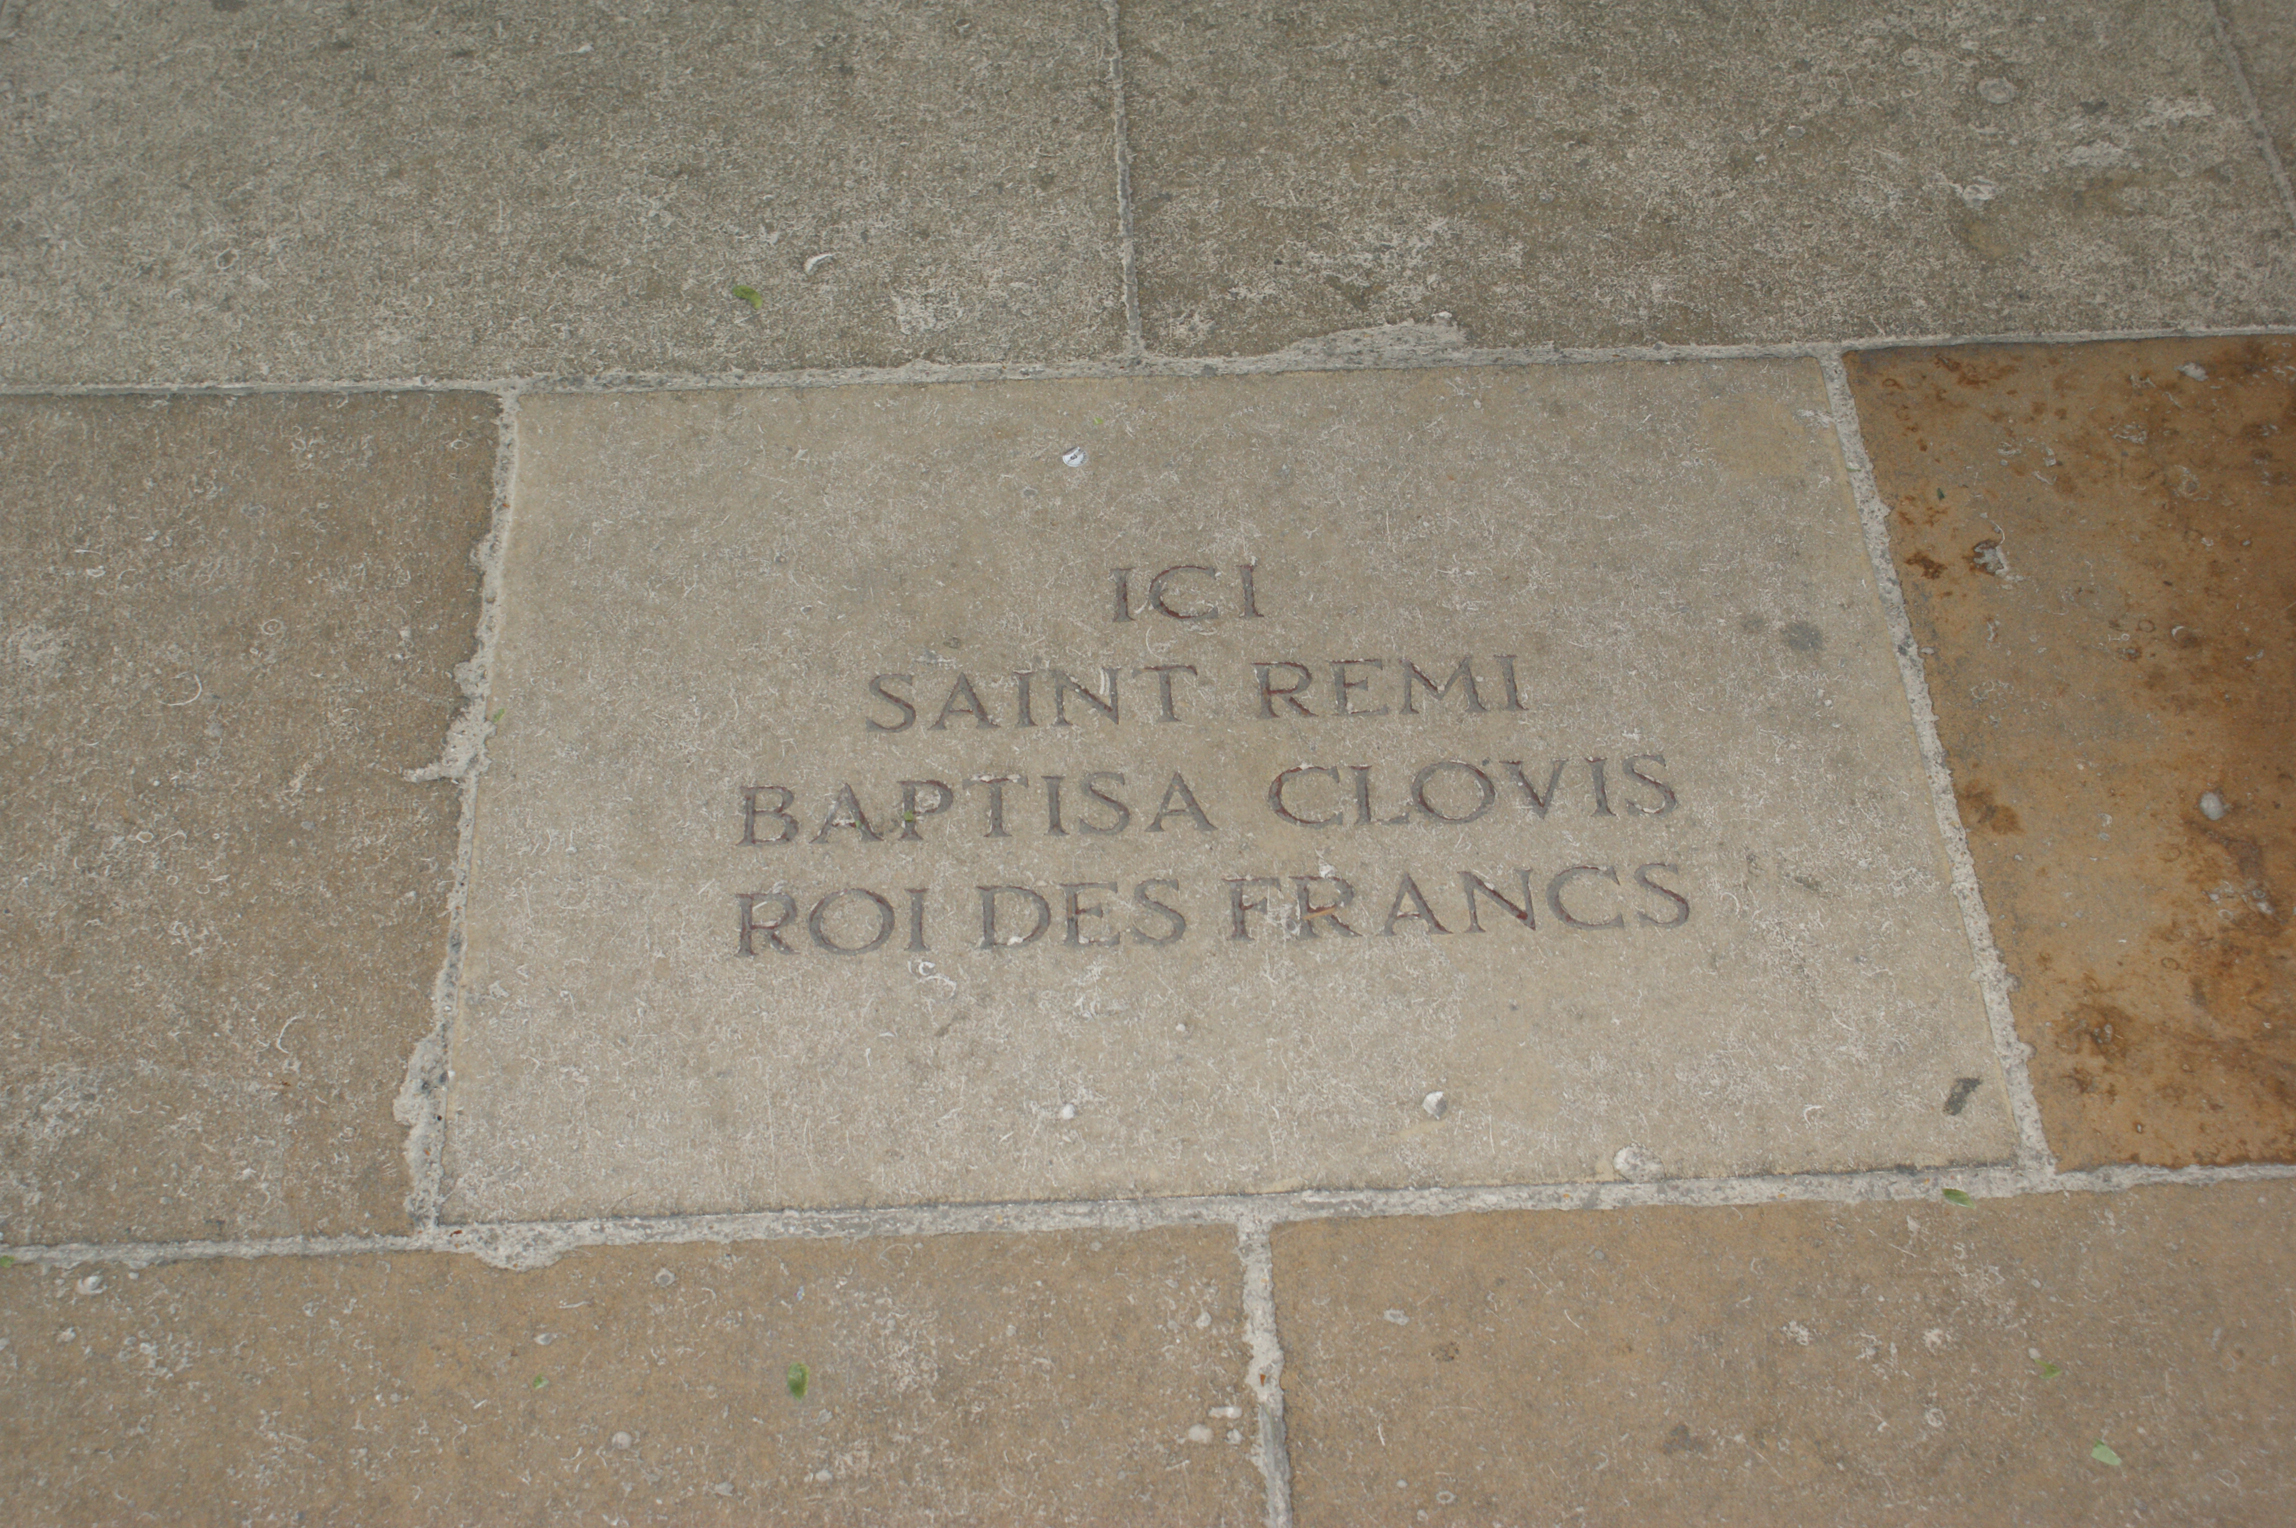 ICI
SAINT REMI
BAPTISA CLOVIS
ROI DES FRANCS